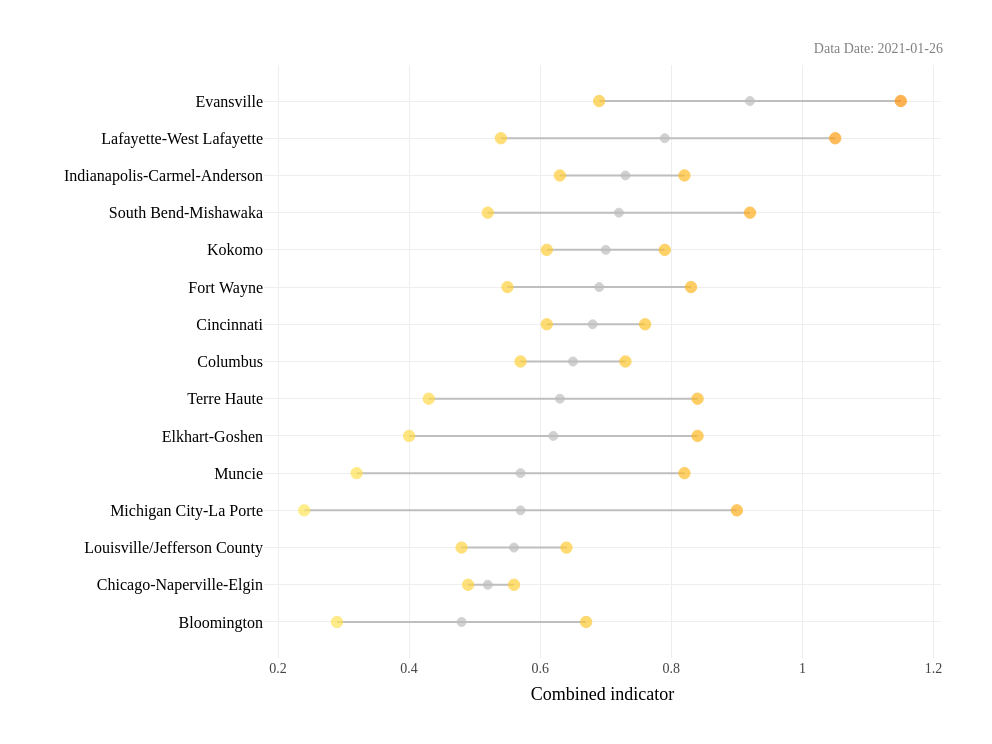 Data Date: 2021-01-26
Evansville
Lafayette-West Lafayette
Indianapolis-Carmel-Anderson
South Bend-Mishawaka
Kokomo
Fort Wayne
Cincinnati
Columbus
Terre Haute
Elkhart-Goshen
Muncie
Michigan City-La Porte
Louisville/Jefferson County
Chicago-Naperville-Elgin
Bloomington
0.2 0.4 0.6 0.8 1 1.2
Combined indicator